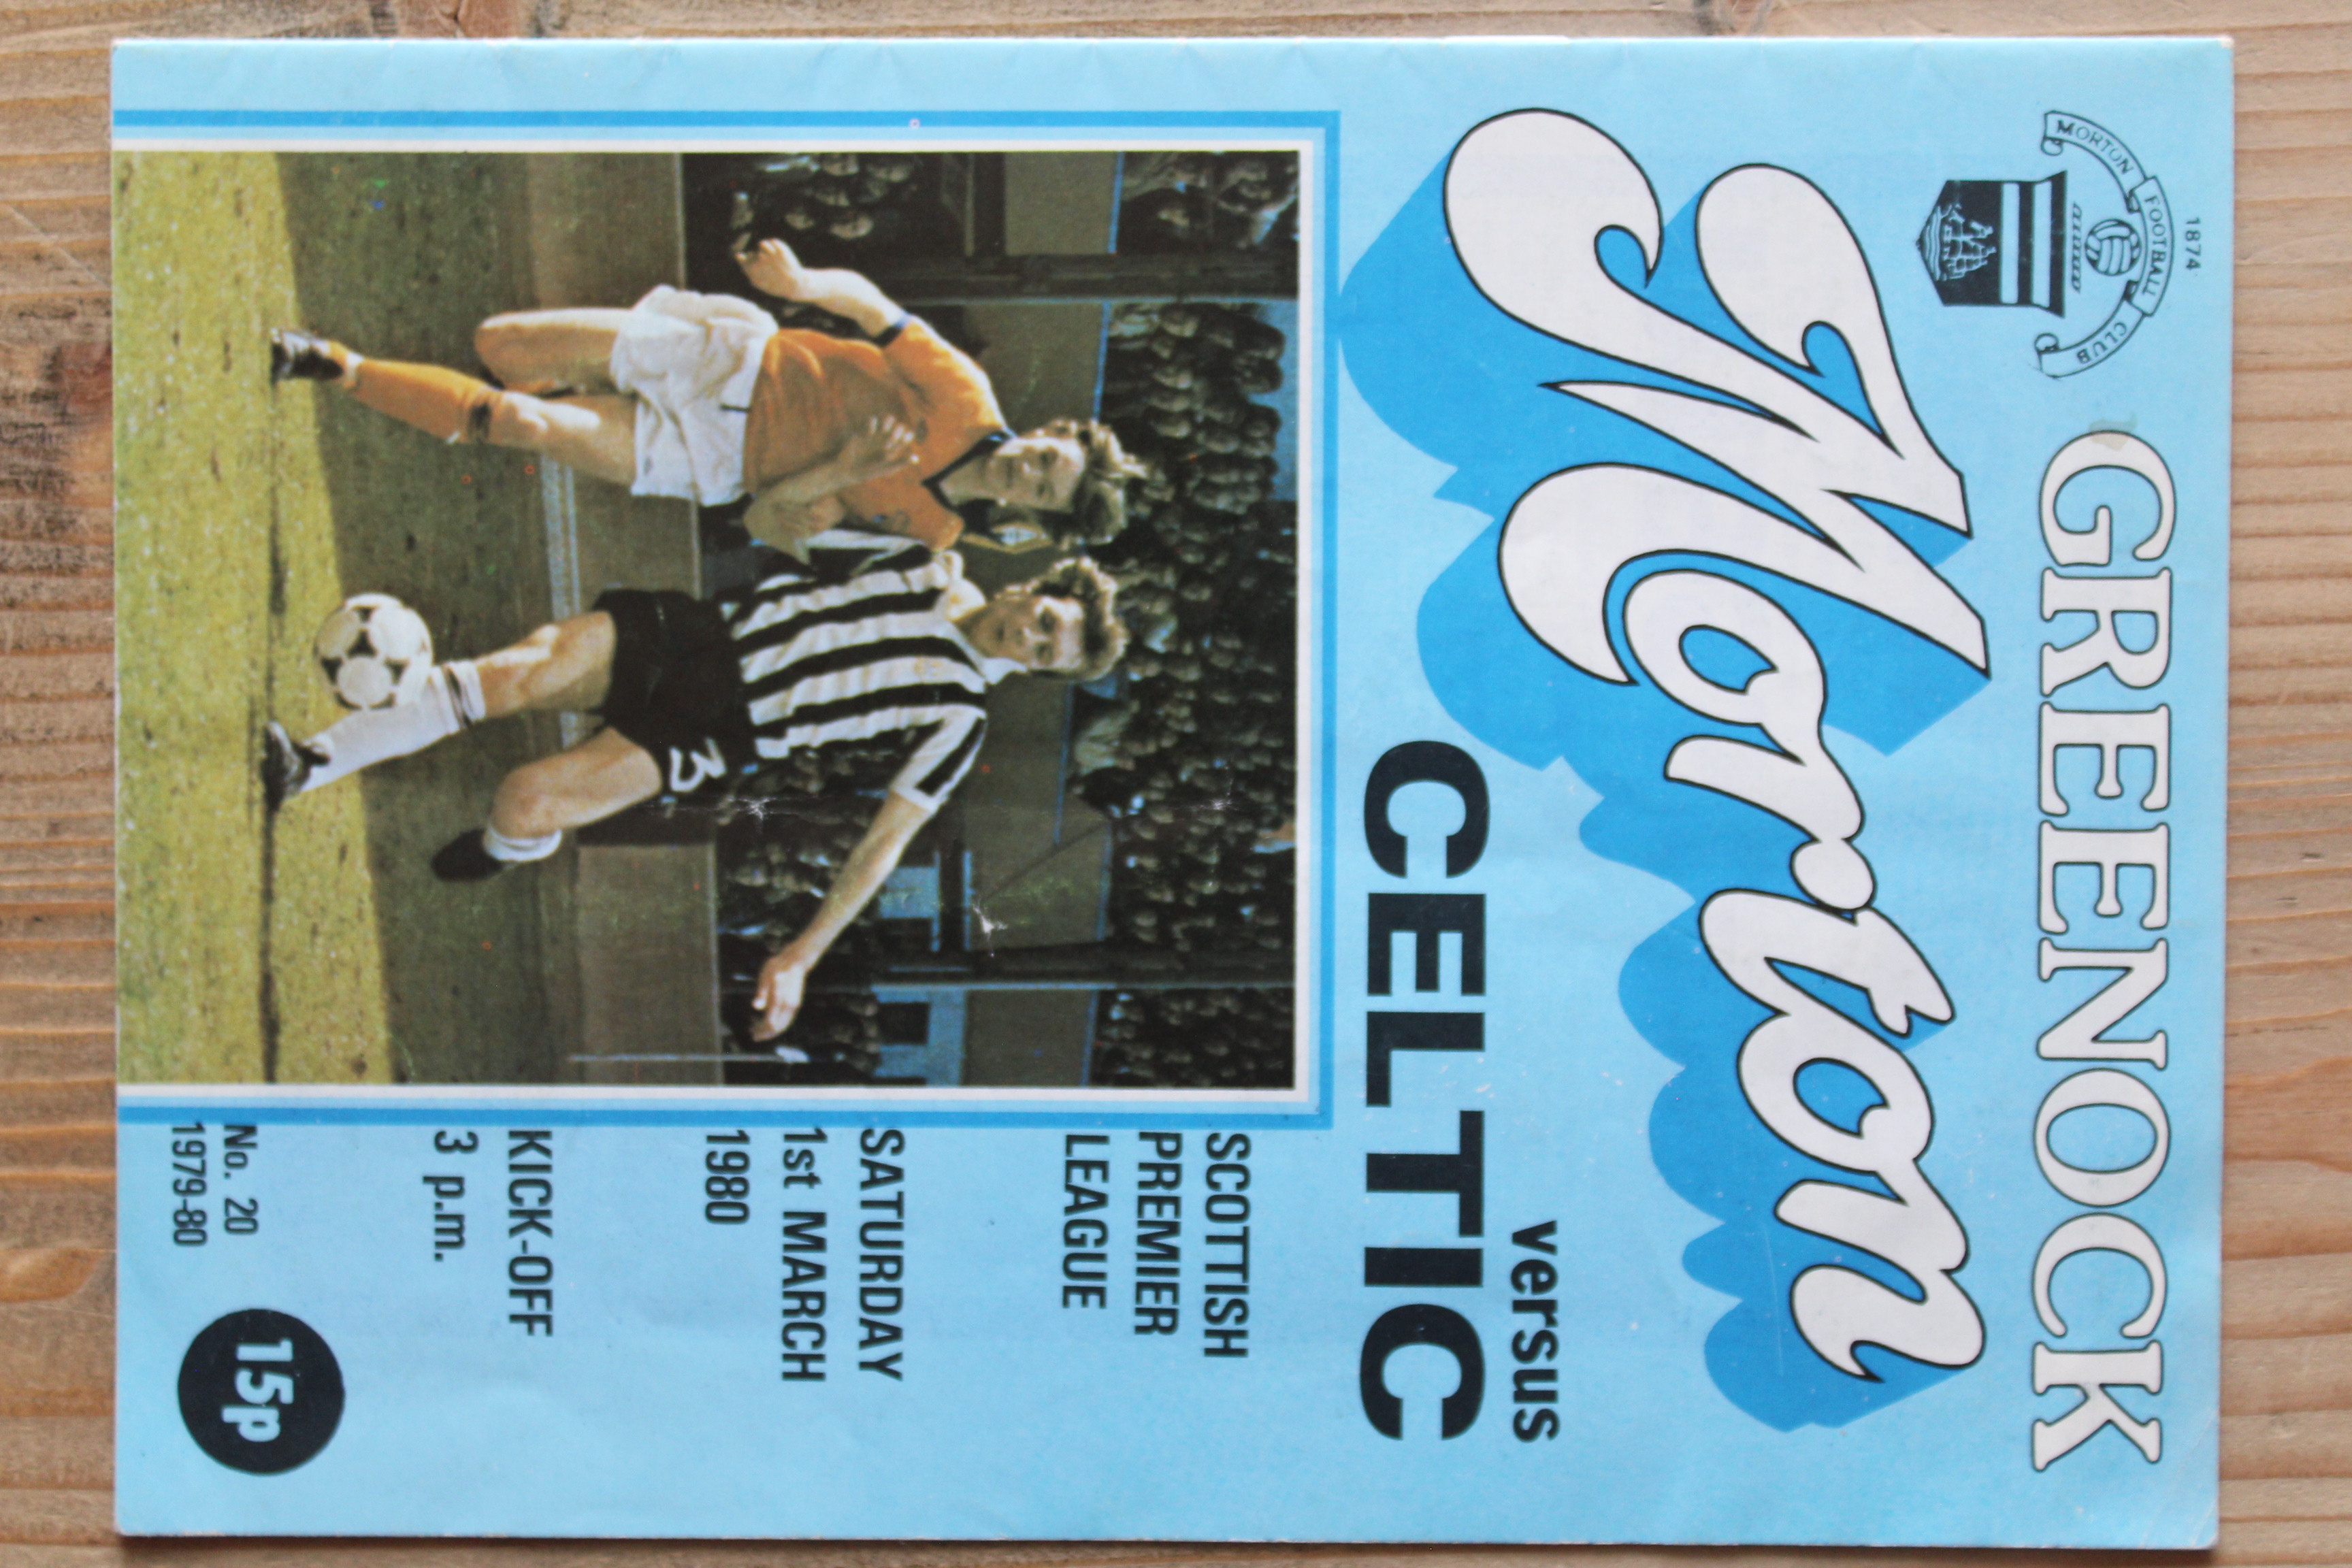 1874
MORTON FOOTBALL CLUB
GREENOCK
Morton
versus
CELTIC
SCOTTISH
PREMIER
LEAGUE
SATURDAY
1st MARCH
1980
KICK-OFF
3 p.m.
No. 20
1979-80
15p
3